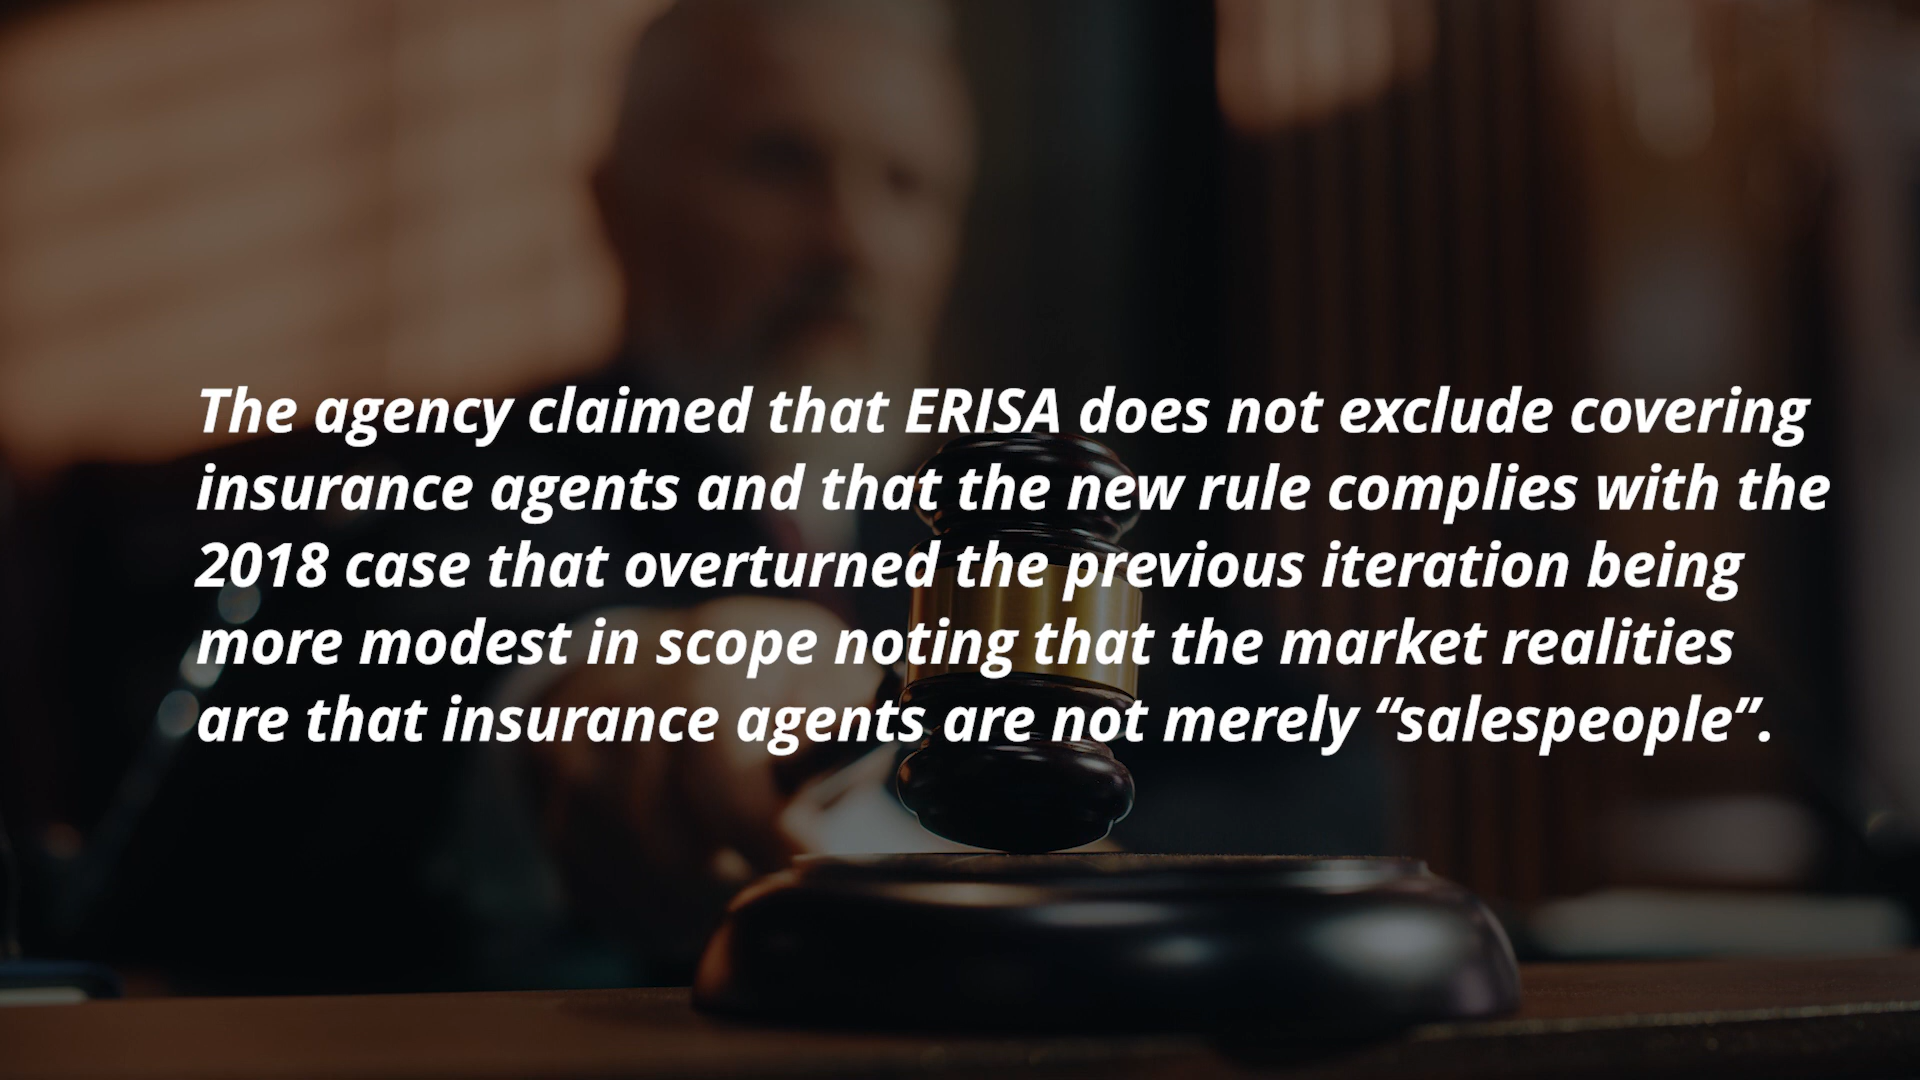 The agency claimed that ERISA does not exclude covering
insurance agents and that the new rule complies with the
2018 case that overturned the previous iteration being
more modest in scope noting that the market realities
are that insurance agents are not merely “salespeople”.